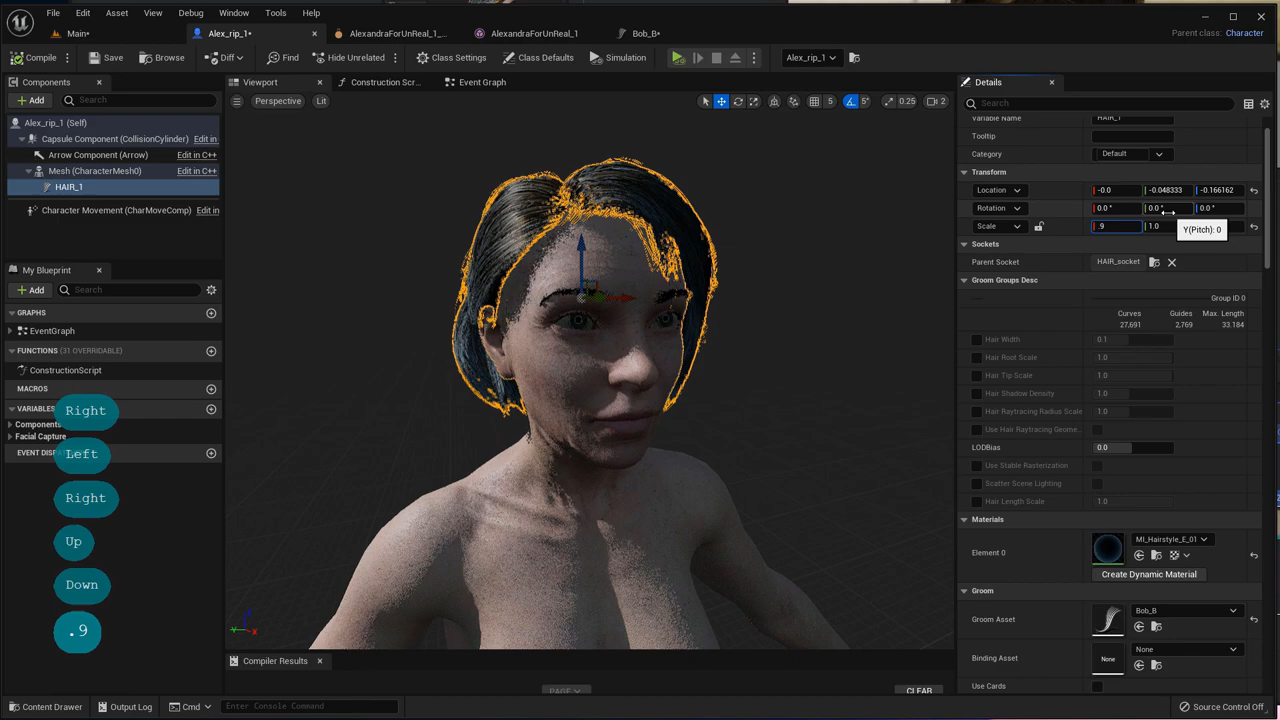 File Edit Asset View Debug Window Tools Help
Main• Alex_rip_1• AlexandraForUnReal_1_... AlexandraForUnReal_1 Bob_B•
Parent class: Character
Compile Save Browse Diff Find Hide Unrelated Class Settings Class Defaults Simulation Alex_rip_1
Components
Add Search
Alex_rip_1 (Self)
Capsule Component (CollisionCylinder) Edit in
Arrow Component (Arrow) Edit in C++
Mesh (CharacterMesh0) Edit in C++
HAIR_1
Character Movement (CharMoveComp) Edit in
My Blueprint
Add Search
GRAPHS
EventGraph
FUNCTIONS (31 OVERRIDABLE)
ConstructionScript
MACROS
VARIABLES
Components
Facial Capture
EVENT DISP
Right
Left
Right
Up
Down
.9
Viewport Construction Scr... Event Graph
Perspective Lit
5 5° 0.25 2
Compiler Results
PAGE CLEAR
Details
Search
Variable Name HAIR_1
Tooltip
Category Default
Transform
Location -0.0 -0.048333 -0.166162
Rotation 0.0 ° 0.0 ° 0.0 °
Scale .9 1.0
Y(Pitch): 0
Sockets
Parent Socket HAIR_socket
Groom Groups Desc
Group ID 0
Curves Guides Max. Length
27,691 2,769 33.184
Hair Width 0.1
Hair Root Scale 1.0
Hair Tip Scale 1.0
Hair Shadow Density 1.0
Hair Raytracing Radius Scale 1.0
Use Hair Raytracing Geome...
LODBias 0.0
Use Stable Rasterization
Scatter Scene Lighting
Hair Length Scale 1.0
Materials
Element 0 MI_Hairstyle_E_01
Create Dynamic Material
Groom
Groom Asset Bob_B
Binding Asset None None
Use Cards
Content Drawer Output Log Cmd Enter Console Command Source Control Off